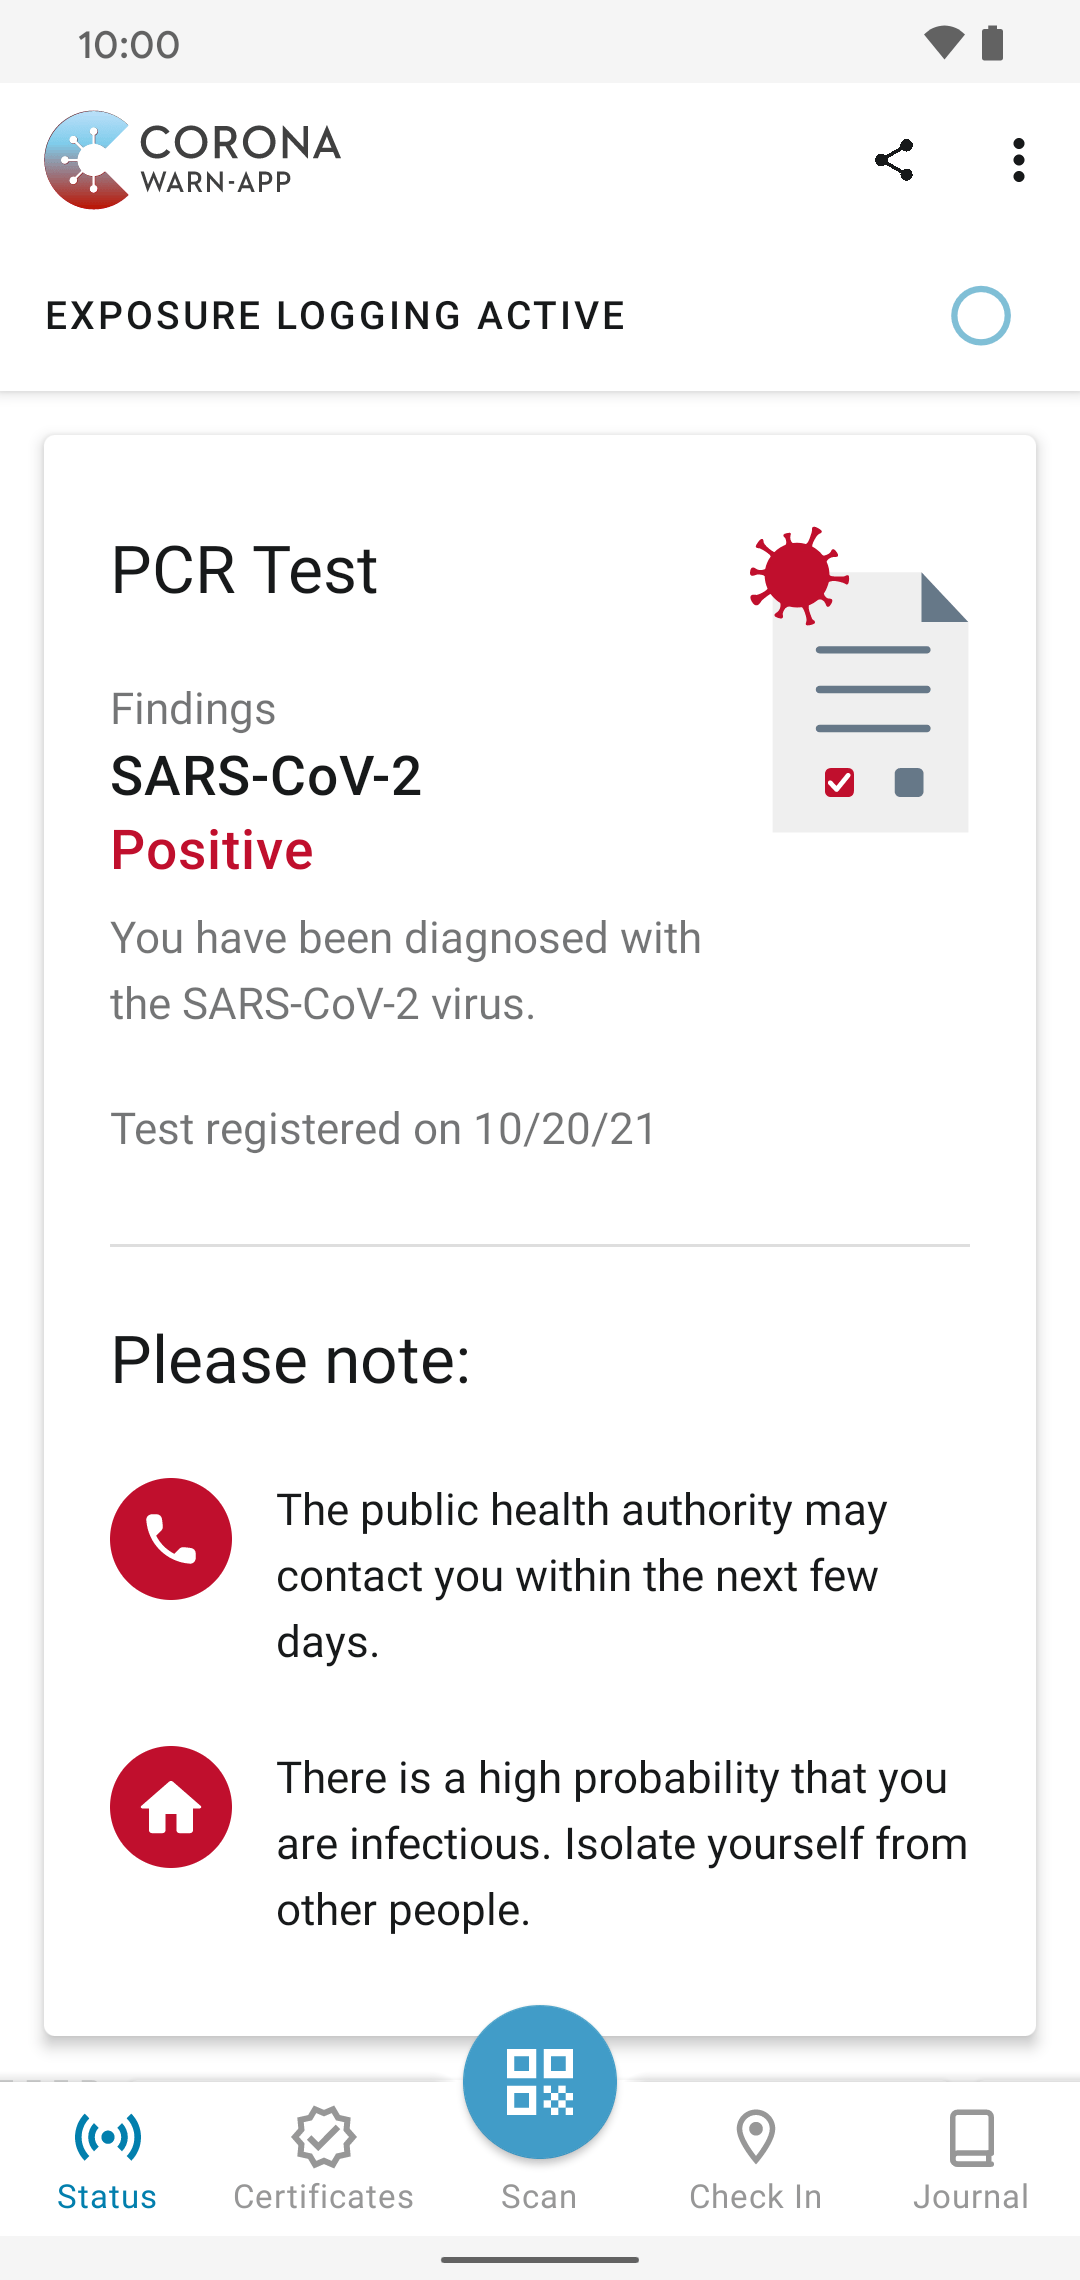 10:00
CORONA
WARN-APP
EXPOSURE LOGGING ACTIVE
PCR Test
Findings
SARS-CoV-2
Positive
You have been diagnosed with
the SARS-CoV-2 virus.
Test registered on 10/20/21
Please note:
The public health authority may
contact you within the next few
days.
There is a high probability that you
are infectious. Isolate yourself from
other people.
Status
Certificates
Scan
Check In
Journal